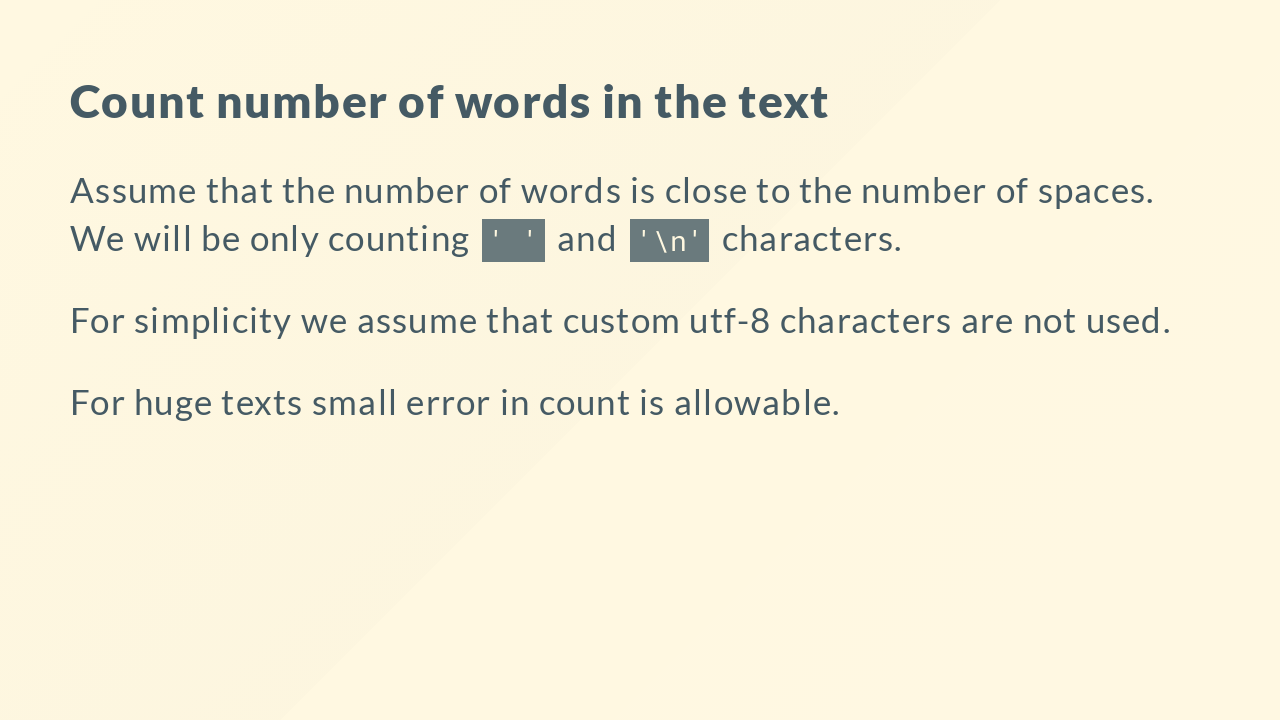 Count number of words in the text
Assume that the number of words is close to the number of spaces.
We will be only counting ' ' and '\n' characters.
For simplicity we assume that custom utf-8 characters are not used.
For huge texts small error in count is allowable.